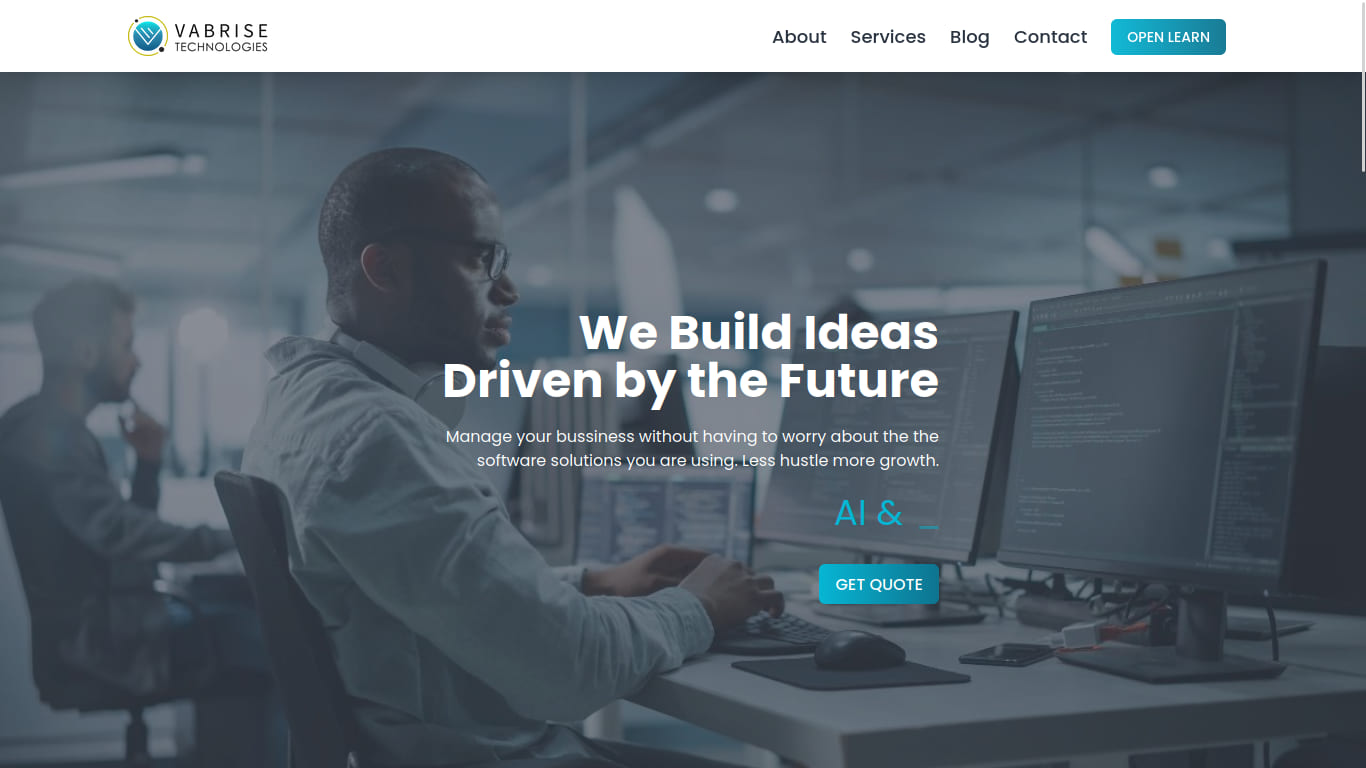 VABRISE
TECHNOLOGIES
About
Services
Blog
Contact
OPEN LEARN
We Build Ideas
Driven by the Future
Manage your bussiness without having to worry about the the
software solutions you are using. Less hustle more growth.
AI & _
GET QUOTE